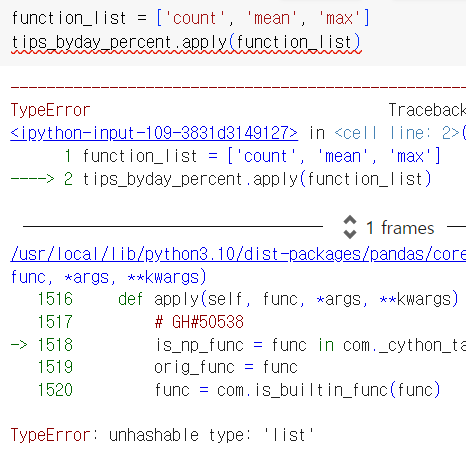 function_list = ['count', 'mean', 'max']
tips_byday_percent.apply(function_list)
---------------------------------------------------------------------------
TypeError                                 Traceback
<ipython-input-109-3831d3149127> in <cell line: 2>(
      1 function_list = ['count', 'mean', 'max']
----> 2 tips_byday_percent.apply(function_list)
1 frames
/usr/local/lib/python3.10/dist-packages/pandas/core
func, *args, **kwargs)
   1516     def apply(self, func, *args, **kwargs)
   1517         # GH#50538
-> 1518         is_np_func = func in com._cython_ta
   1519         orig_func = func
   1520         func = com.is_builtin_func(func)
TypeError: unhashable type: 'list'